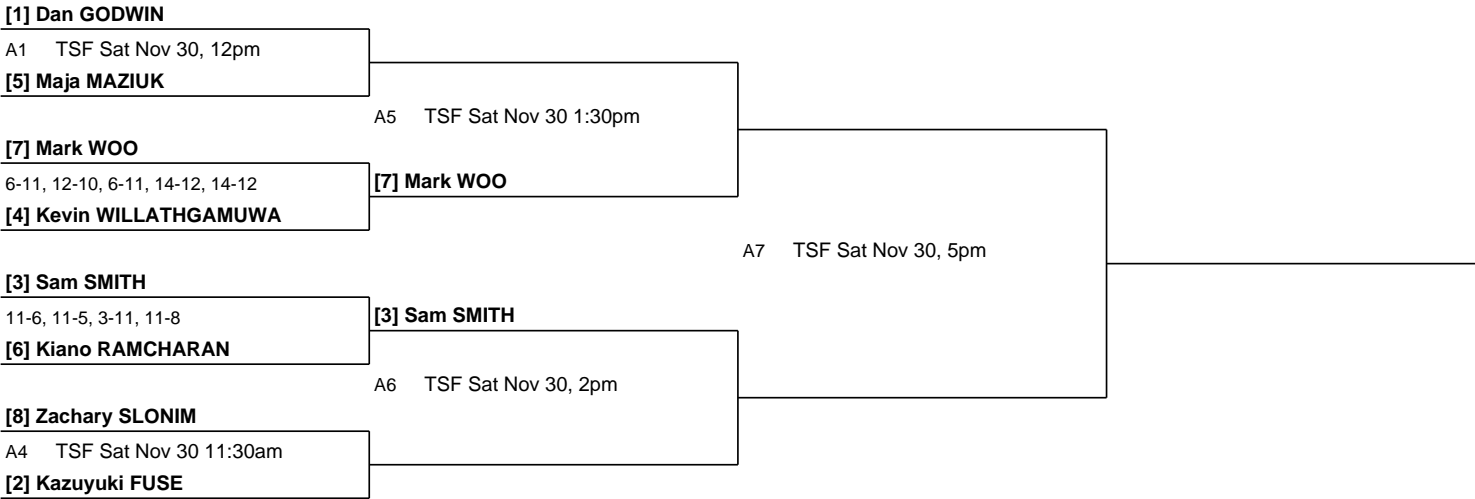 [1] Dan GODWIN
A1 TSF Sat Nov 30, 12pm
[5] Maja MAZIUK
A5 TSF Sat Nov 30 1:30pm
[7] Mark WOO
6-11, 12-10, 6-11, 14-12, 14-12
[7] Mark WOO
[4] Kevin WILLATHGAMUWA
A7 TSF Sat Nov 30, 5pm
[3] Sam SMITH
11-6, 11-5, 3-11, 11-8
[3] Sam SMITH
[6] Kiano RAMCHARAN
A6 TSF Sat Nov 30, 2pm
[8] Zachary SLONIM
A4 TSF Sat Nov 30 11:30am
[2] Kazuyuki FUSE